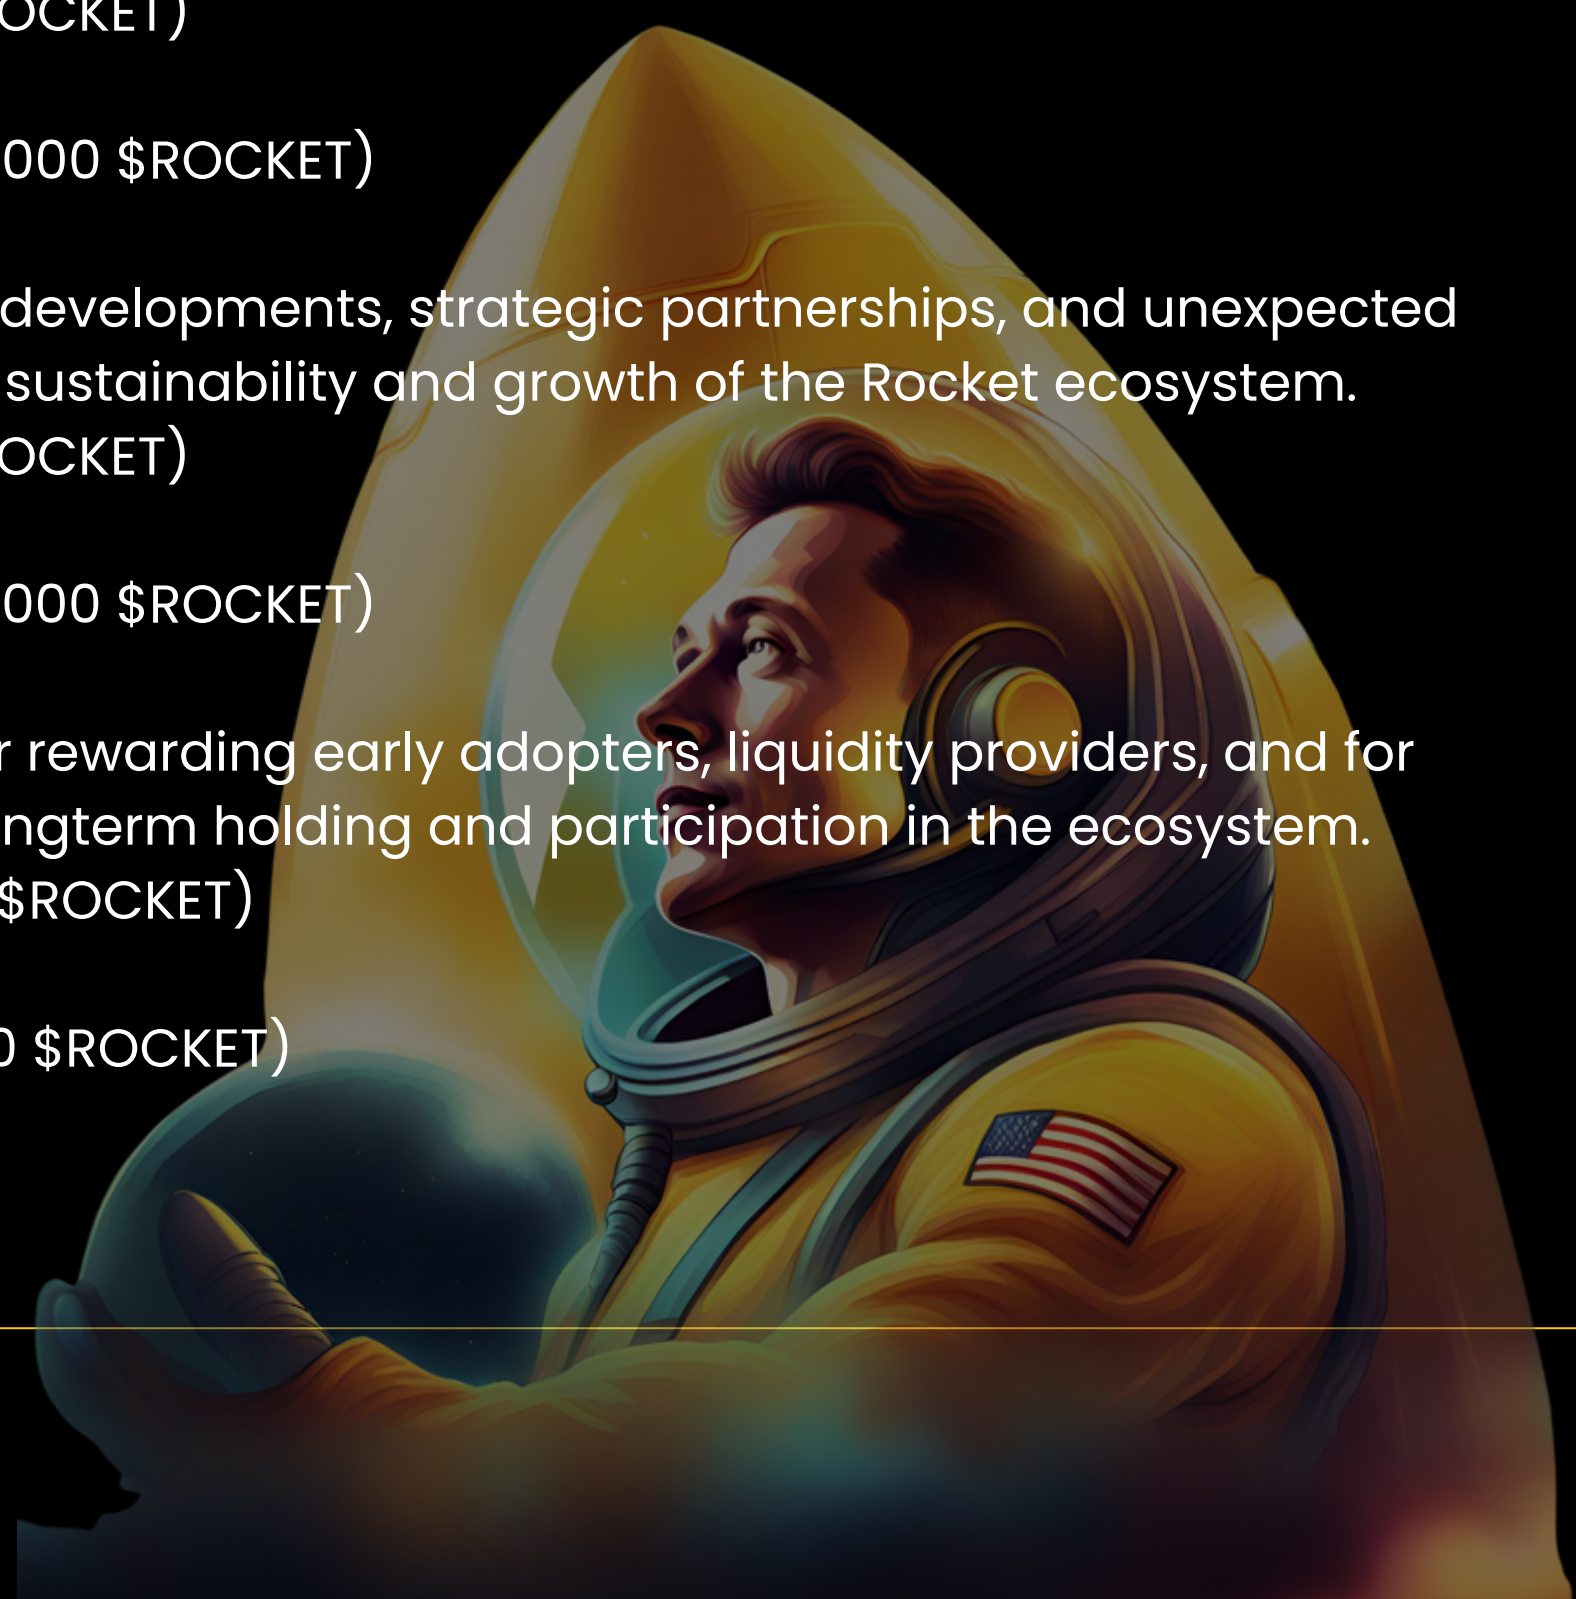 OCKET)
000 $ROCKET)
developments, strategic partnerships, and unexpected
sustainability and growth of the Rocket ecosystem.
OCKET)
000 $ROCKET)
r rewarding early adopters, liquidity providers, and for
ngterm holding and participation in the ecosystem.
$ROCKET)
0 $ROCKET)